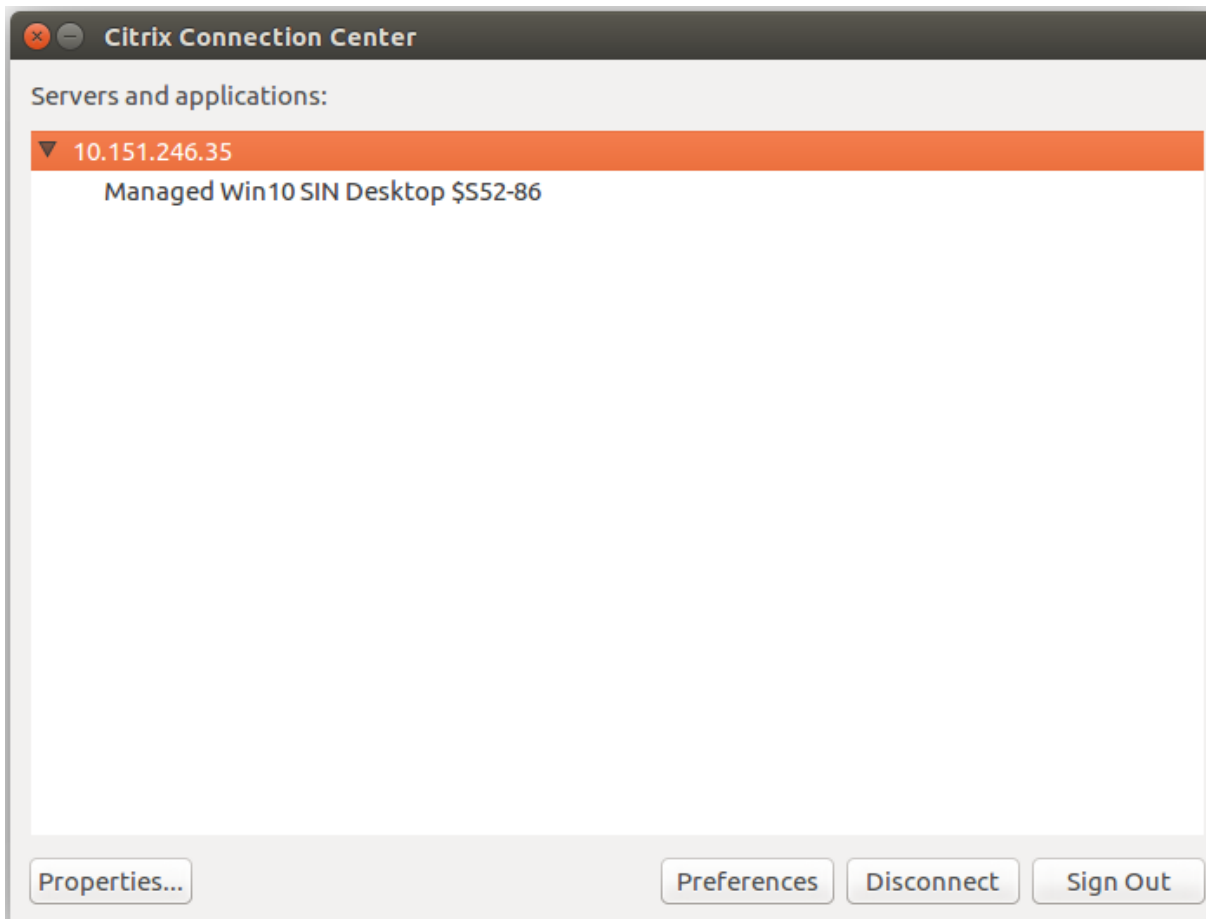 Citrix Connection Center
Servers and applications:
10.151.246.35
Managed Win10 SIN Desktop $S52-86
Properties... Preferences Disconnect Sign Out